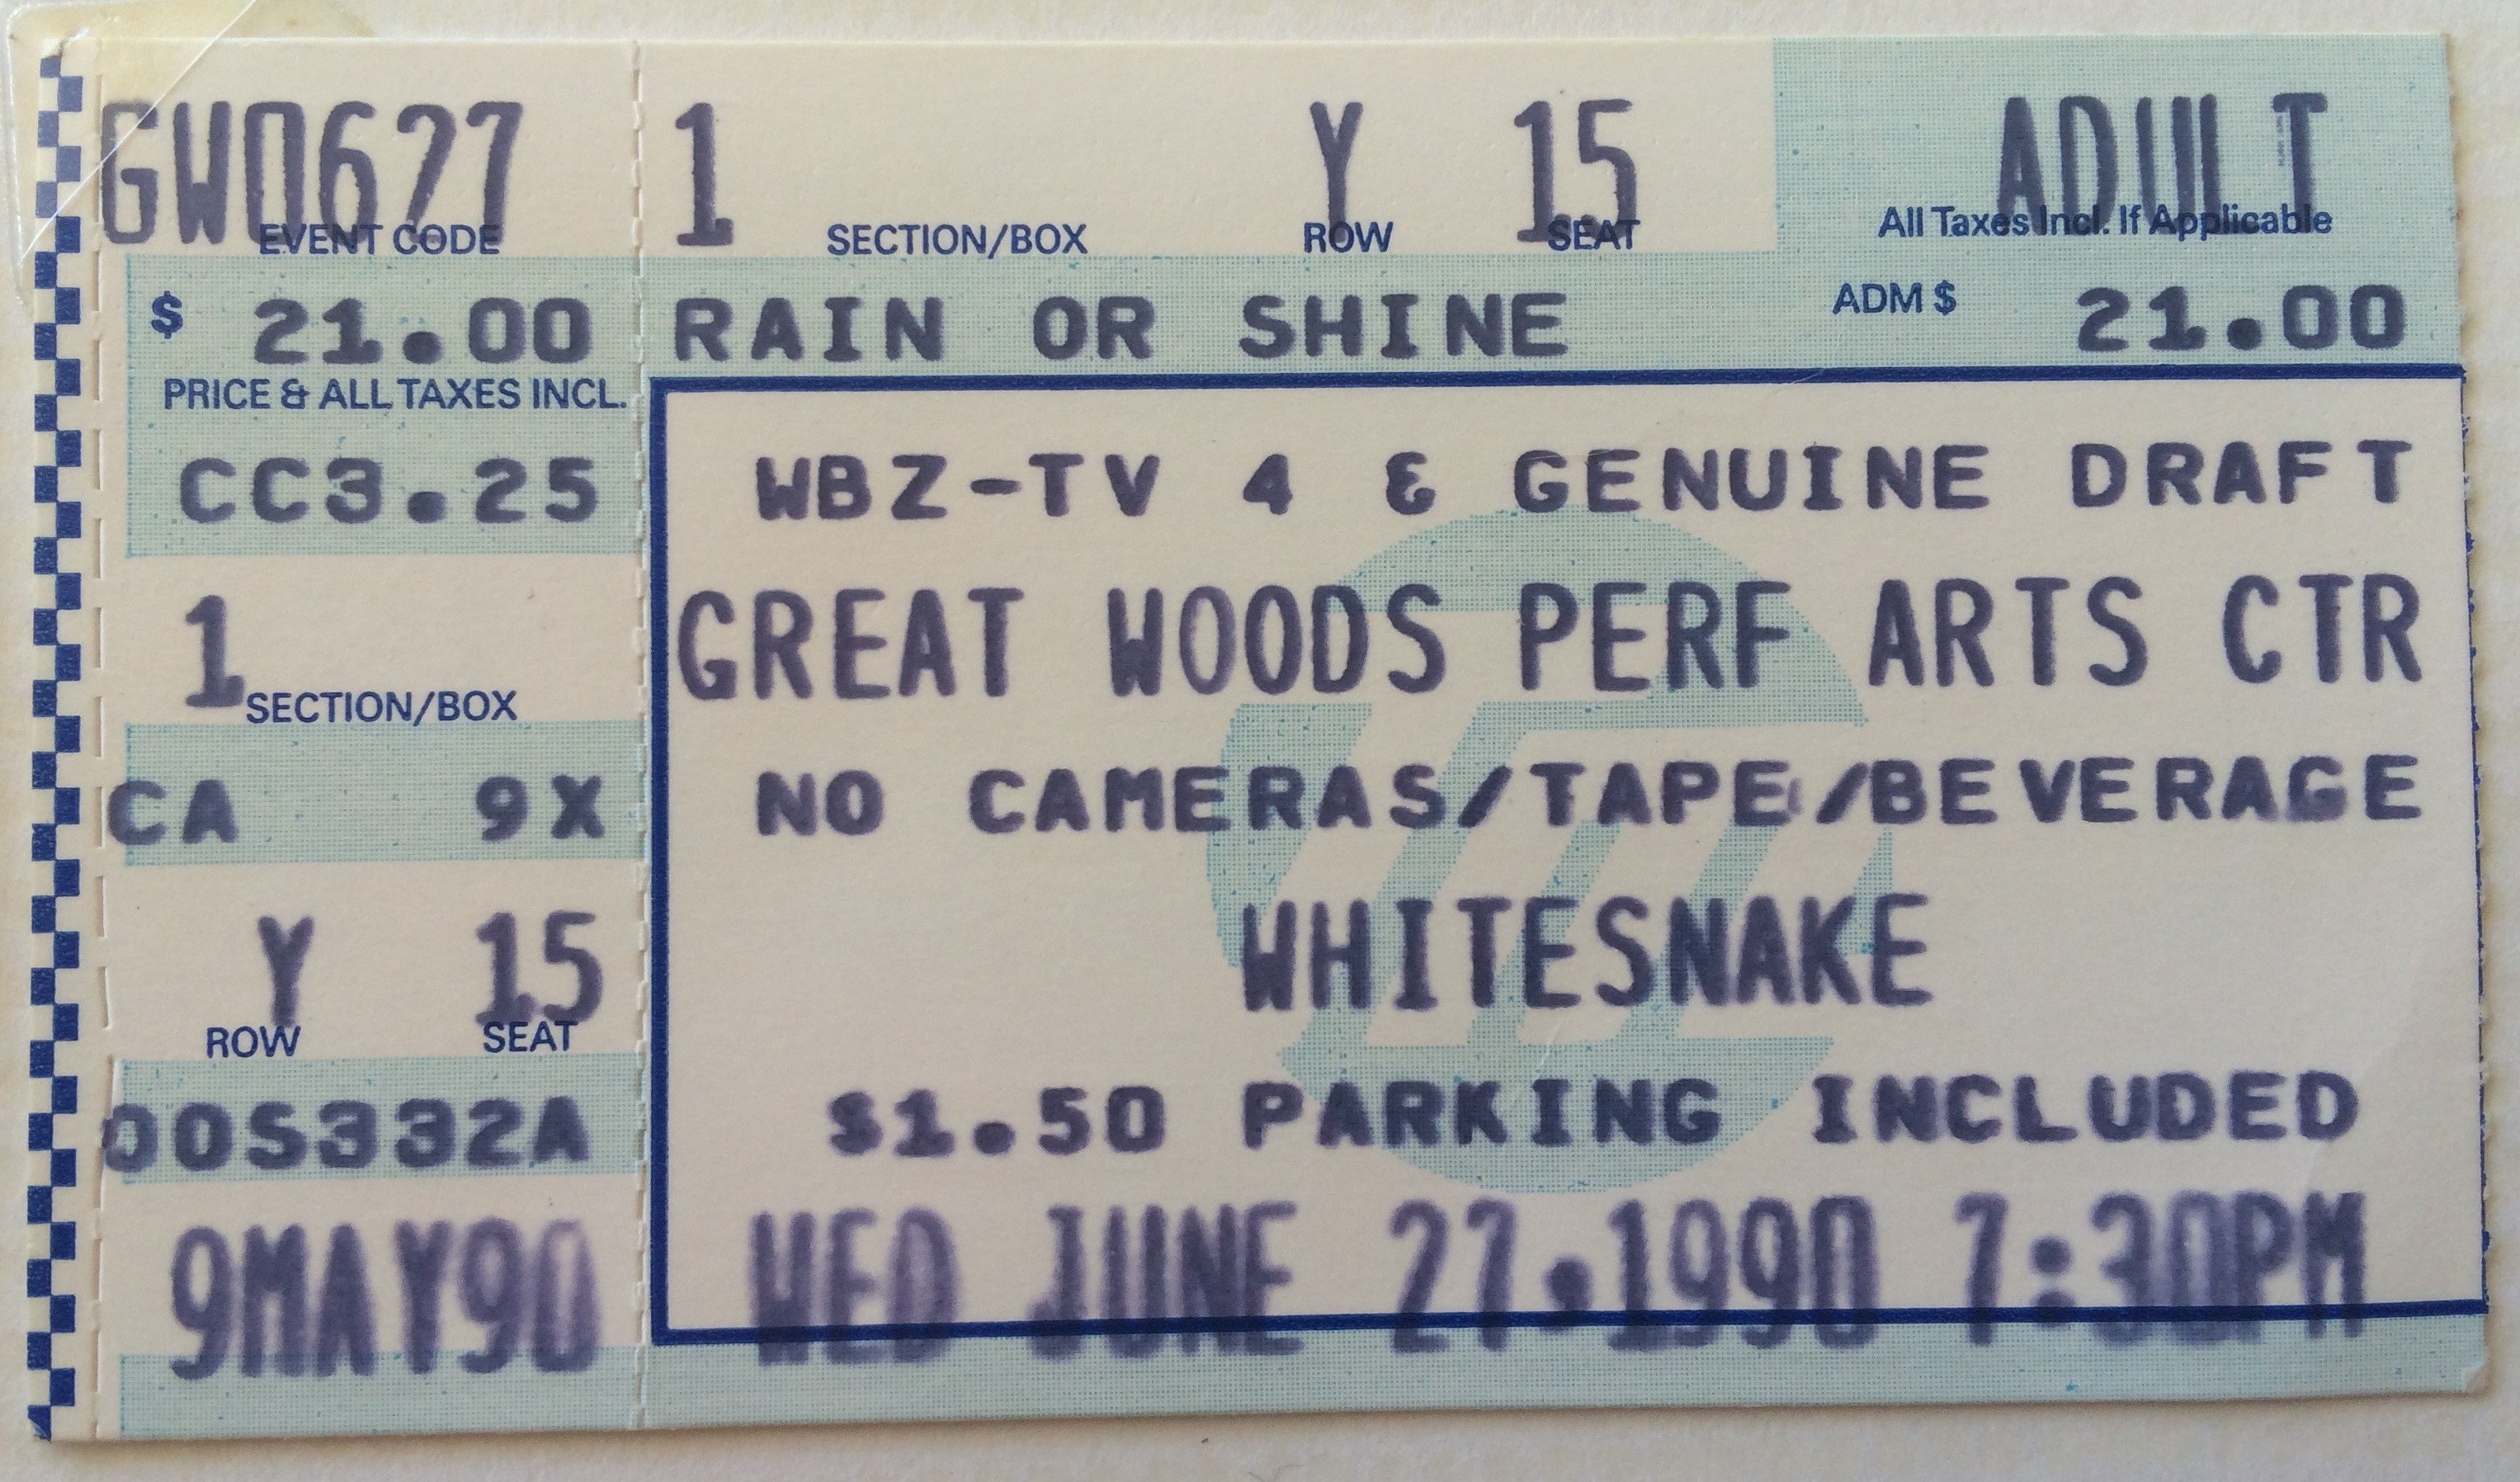 GW0627
EVENT CODE
$ 21.00
PRICE & ALL TAXES INCL.
CC3.25
1
SECTION/BOX
CA 9X
Y 15
ROW SEAT
00S332A
9MAY90
1 Y 15 ADULT
SECTION/BOX ROW SEAT All Taxes Incl. If Applicable
RAIN OR SHINE ADM $ 21.00
WBZ-TV 4 & GENUINE DRAFT
GREAT WOODS PERF ARTS CTR
NO CAMERAS/TAPE/BEVERAGE
WHITESNAKE
$1.50 PARKING INCLUDED
WED JUNE 27.1990 7:30PM